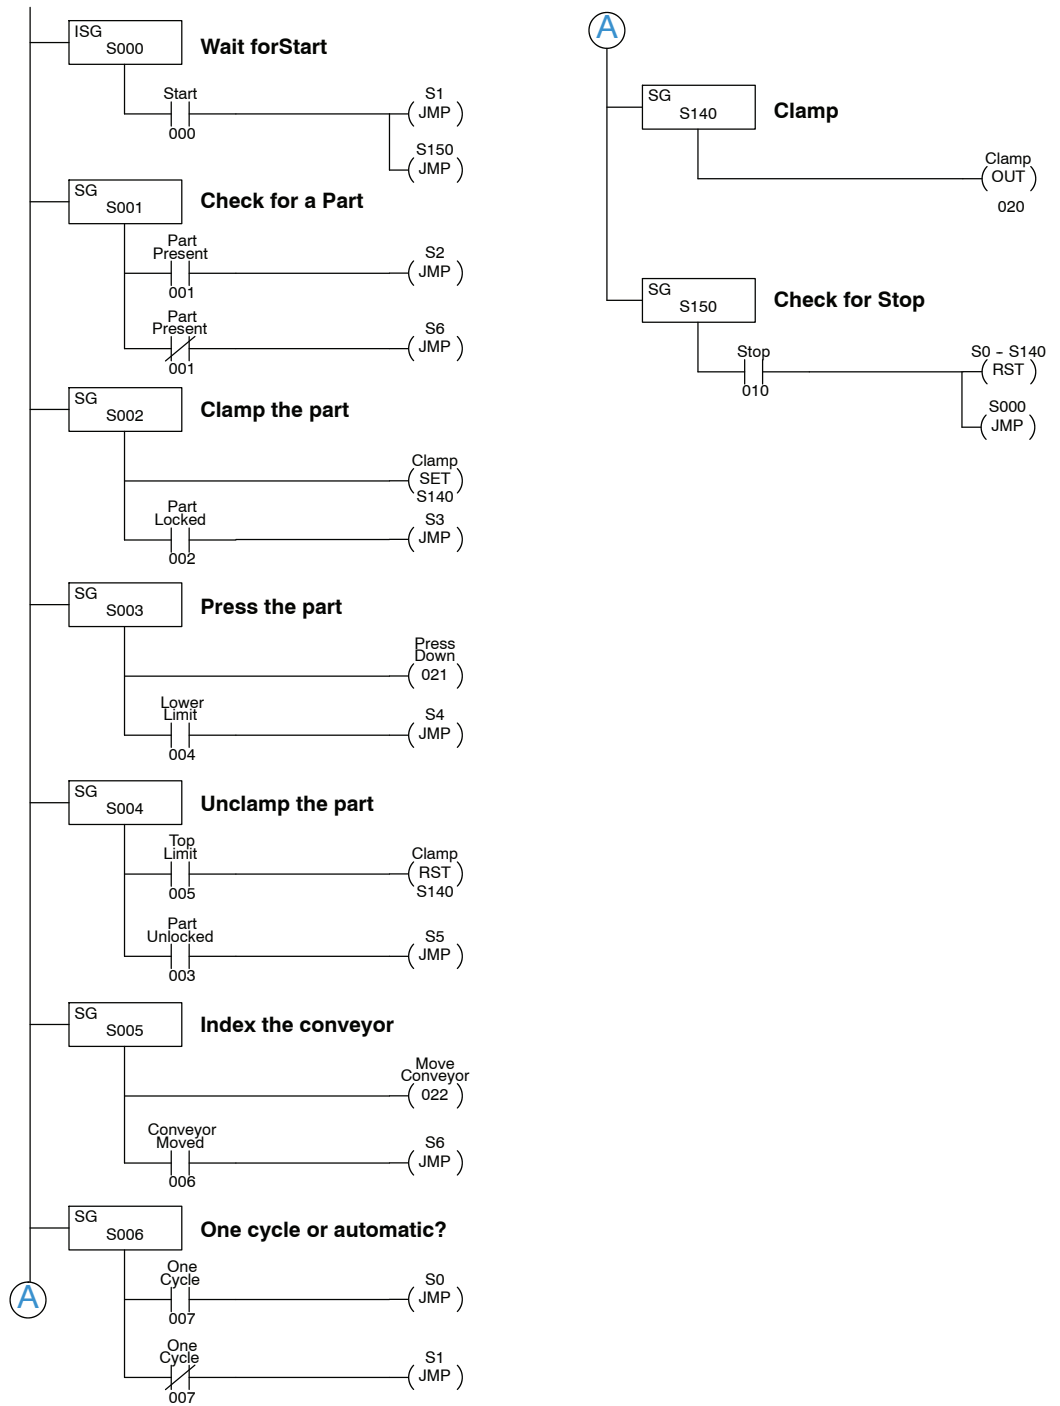 ISG
S000
Wait forStart
Start
000
S1
JMP
S150
JMP
SG
S001
Check for a Part
Part
Present
001
S2
JMP
Part
Present
001
S6
JMP
SG
S002
Clamp the part
Clamp
SET
S140
Part
Locked
002
S3
JMP
SG
S003
Press the part
Press
Down
021
Lower
Limit
004
S4
JMP
SG
S004
Unclamp the part
Top
Limit
005
Clamp
RST
S140
Part
Unlocked
003
S5
JMP
SG
S005
Index the conveyor
Move
Conveyor
022
Conveyor
Moved
006
S6
JMP
SG
S006
One cycle or automatic?
One
Cycle
007
S0
JMP
One
Cycle
007
S1
JMP
A
A
SG
S140
Clamp
Clamp
OUT
020
SG
S150
Check for Stop
Stop
010
S0 - S140
RST
S000
JMP